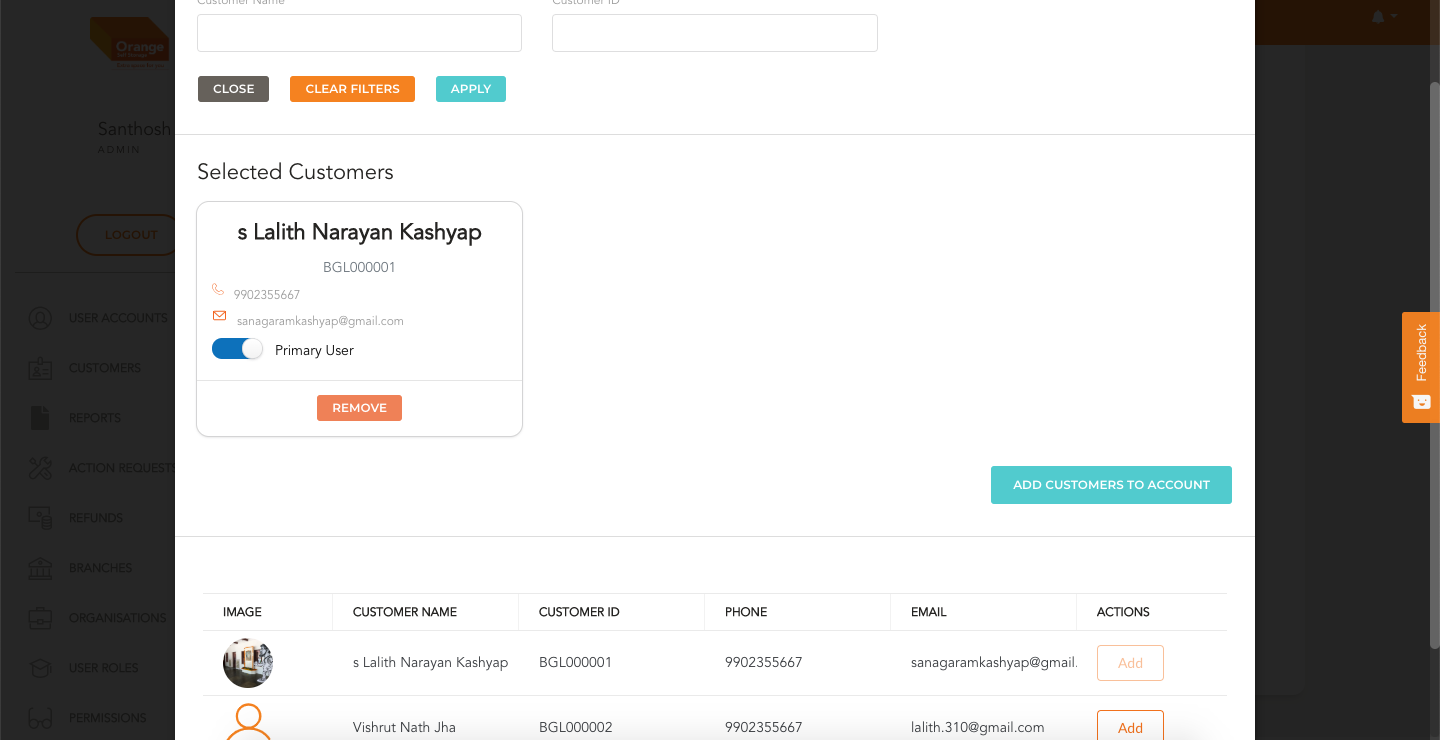 Customer Name
Customer ID
Orange
CLOSE
CLEAR FILTERS
APPLY
Santhosh
ADMIN
Selected Customers
s Lalith Narayan Kashyap
LOGOUT
BGL000001
9902355667
sanagaramkashyap@gmail.com
Primary User
REMOVE
USER ACCOUNTS
CUSTOMERS
REPORTS
ACTION REQUESTS
REFUNDS
BRANCHES
ORGANISATIONS
USER ROLES
PERMISSIONS
Feedback
ADD CUSTOMERS TO ACCOUNT
IMAGE CUSTOMER NAME CUSTOMER ID PHONE EMAIL ACTIONS
s Lalith Narayan Kashyap BGL000001 9902355667 sanagaramkashyap@gmail. Add
Vishrut Nath Jha BGL000002 9902355667 lalith.310@gmail.com Add